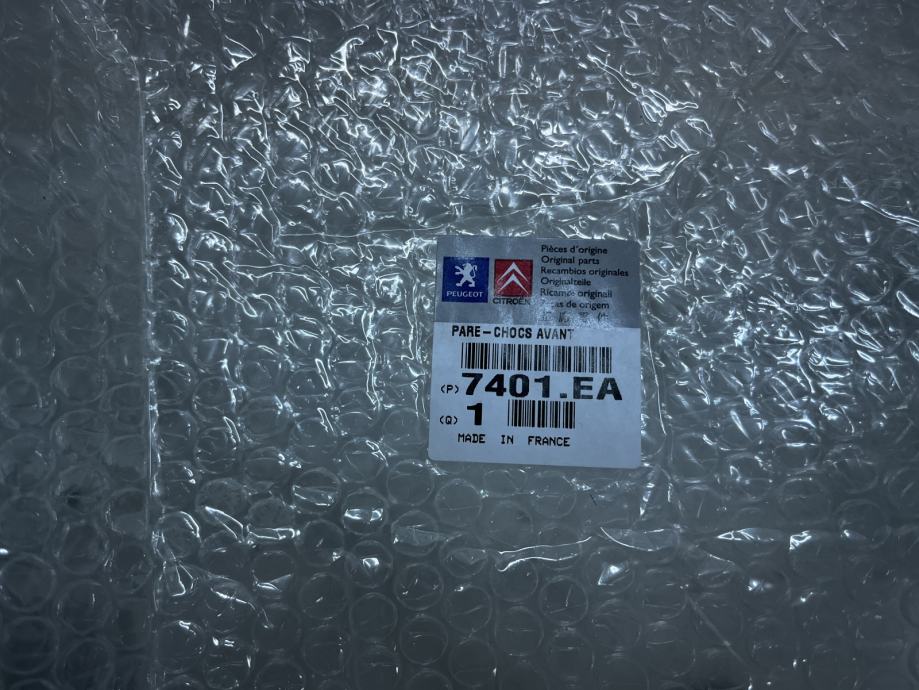 PEUGEOT
CITROËN
Pièces d'origine
Original parts
Recambios originales
Originalteile
Ricambi originali
de origem
PARE-CHOCS AVANT
(P) 7401.EA
(Q) 1
MADE IN FRANCE